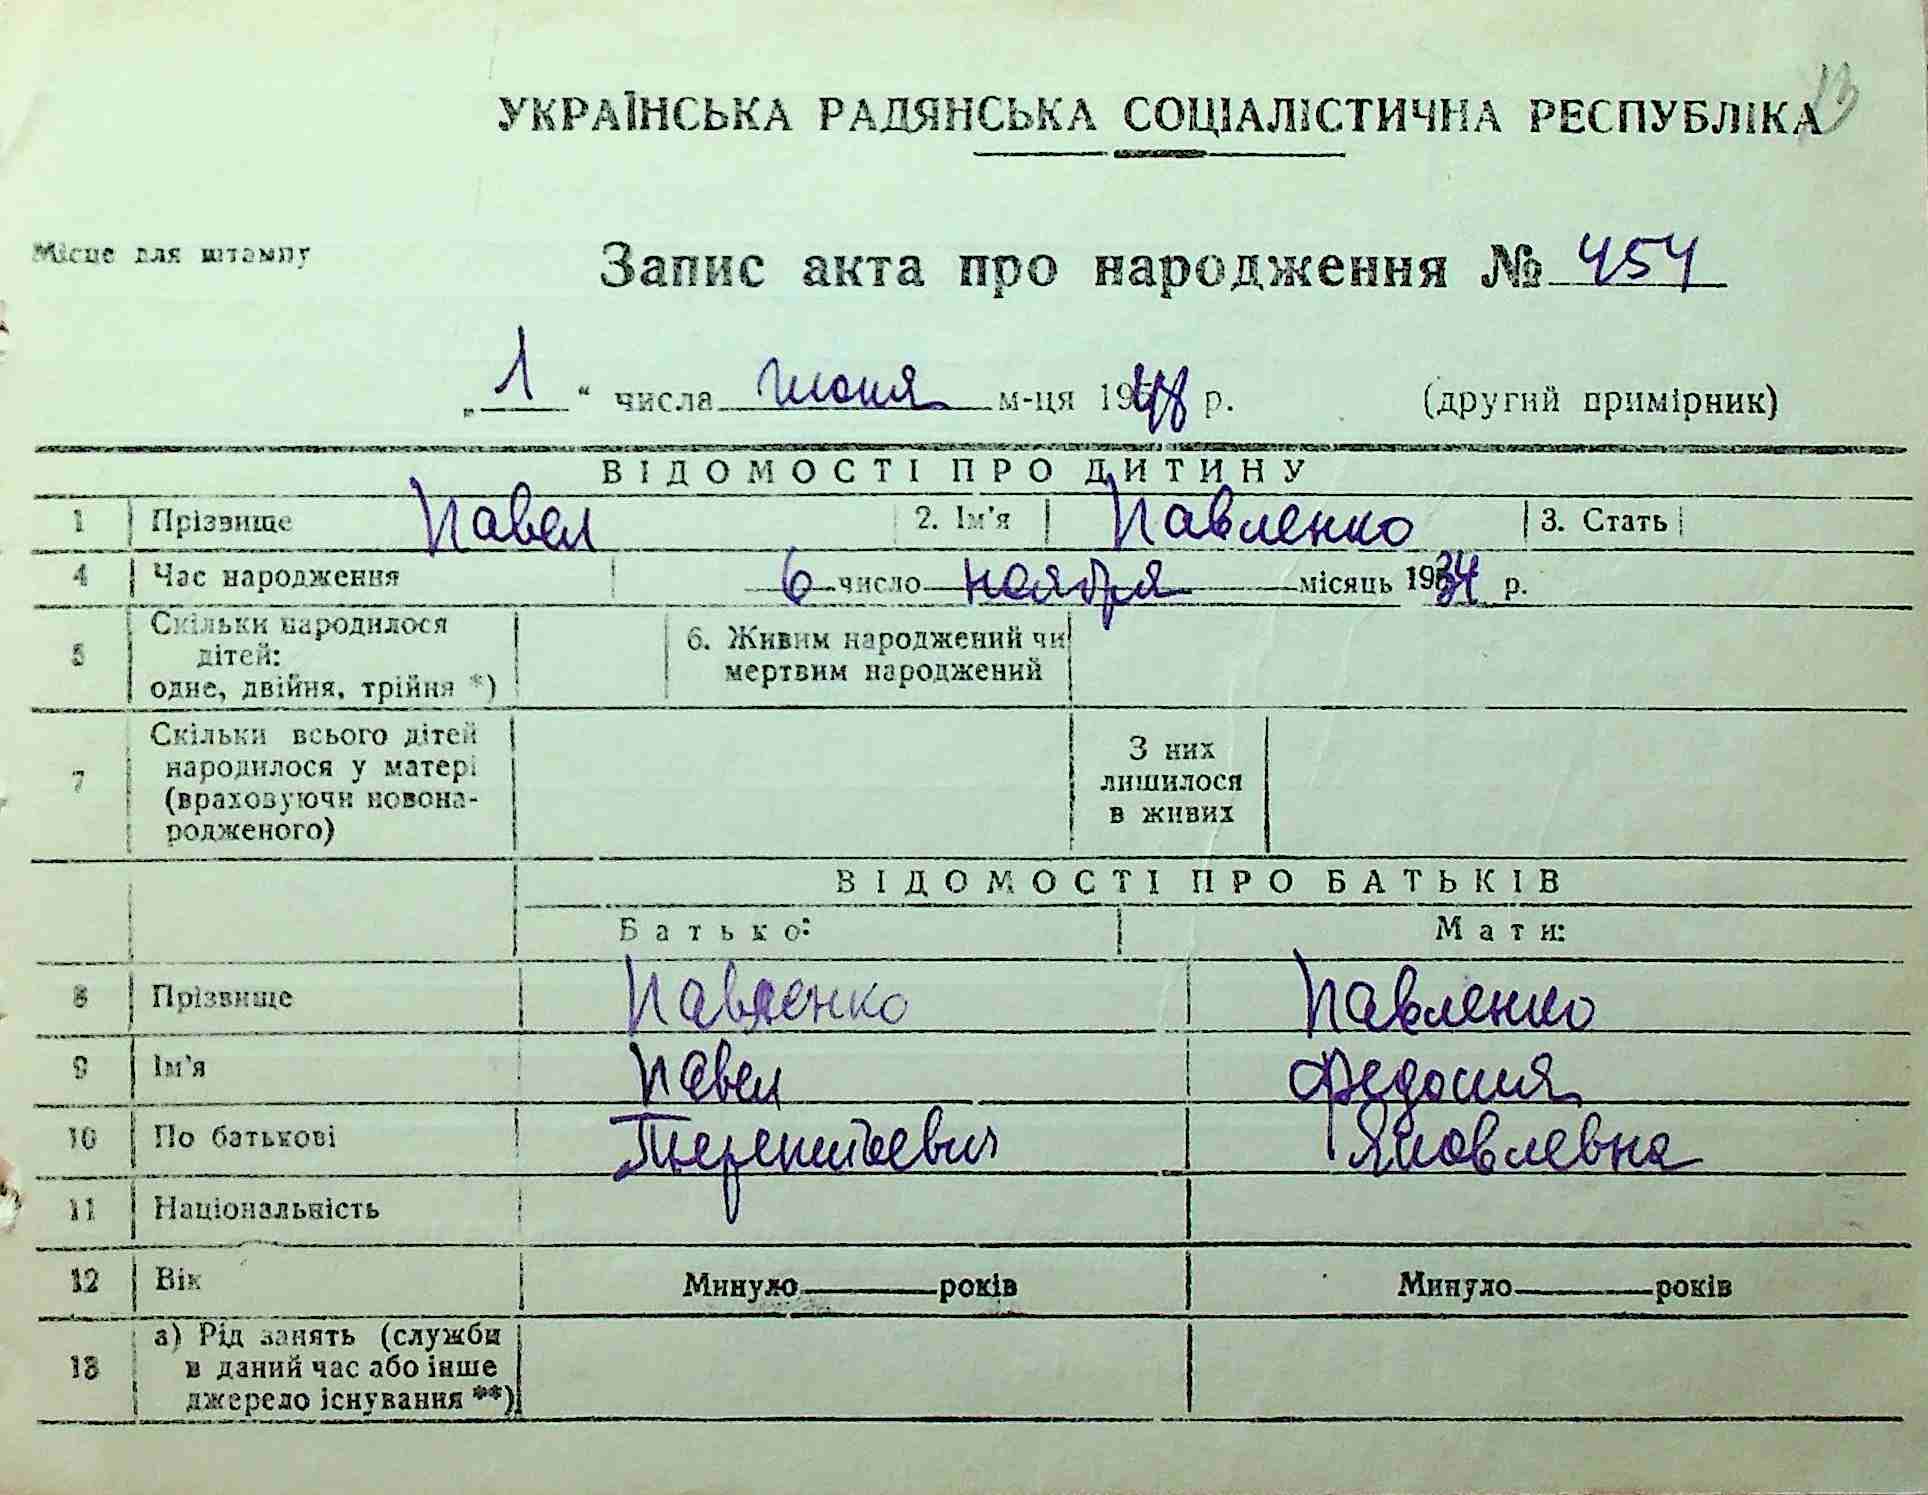 13
УКРАЇНСЬКА РАДЯНСЬКА СОЦІАЛІСТИЧНА РЕСПУБЛІКА
Місце для штампу
Запис акта про народження № 454
„ 1 “ числа июня м-ця 1948 р. (другий примірник)
ВІДОМОСТІ ПРО ДИТИНУ
1 Прізвище Павел 2. Ім'я Павленко 3. Стать
4 Час народження 6 число ноября місяць 1934 р.
5 Скільки народилося
дітей:
одне, двійня, трійня *)
6. Живим народжений чи
мертвим народжений
7 Скільки всього дітей
народилося у матері
(враховуючи новона-
родженого)
З них
лишилося
в живих
ВІДОМОСТІ ПРО БАТЬКІВ
Батько: Мати:
8 Прізвище Павленко Павленко
9 Ім'я Павел Федосия
10 По батькові Терентьевич Яковлевна
11 Національність
12 Вік Минуло років Минуло років
13 а) Рід занять (служби
в даний час або інше
джерело існування **)